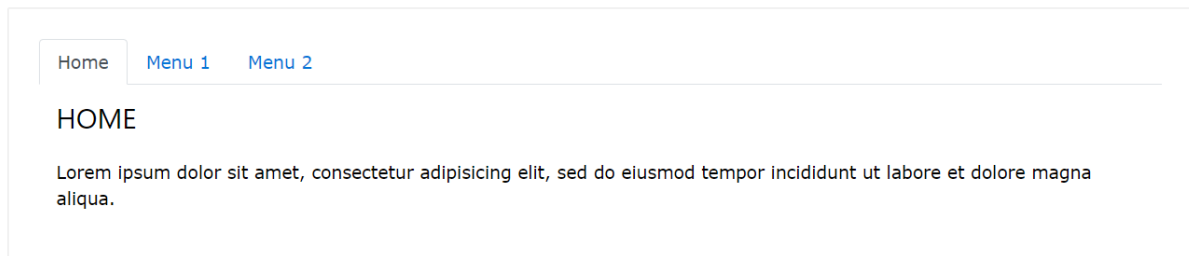 Home Menu 1 Menu 2
HOME
Lorem ipsum dolor sit amet, consectetur adipisicing elit, sed do eiusmod tempor incididunt ut labore et dolore magna
aliqua.